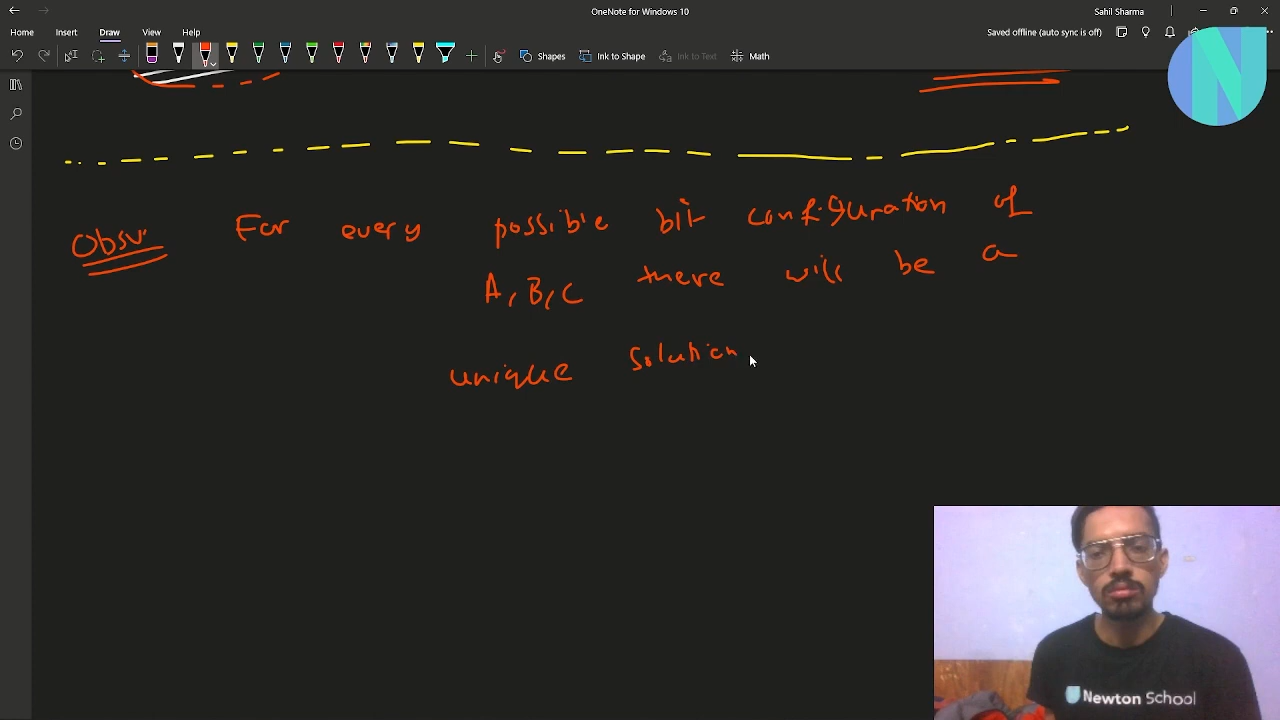 OneNote for Windows 10
Sahil Sharma
Home Insert Draw View Help
Saved offline (auto sync is off)
Shapes Ink to Shape Ink to Text Math
Obsv. For every possible bit configuration of
A, B, C there will be a
unique solution
Newton School